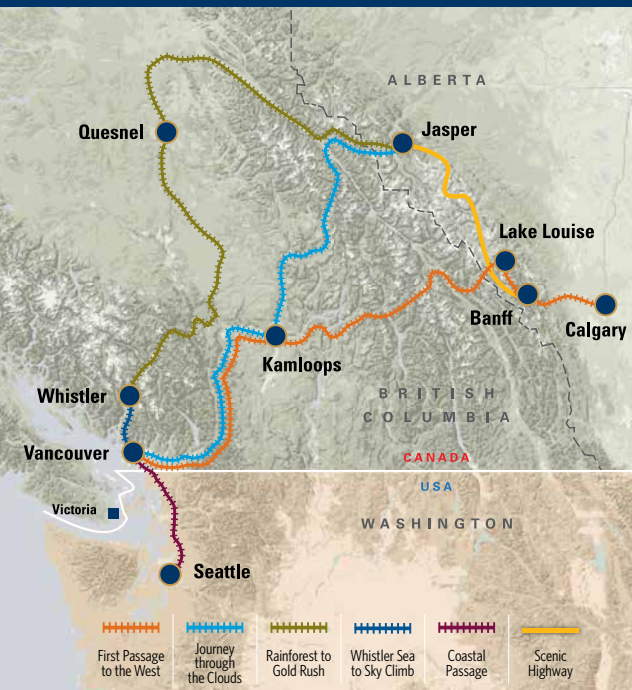 ALBERTA
Quesnel
Jasper
Lake Louise
Banff
Calgary
Kamloops
Whistler
BRITISH
COLUMBIA
Vancouver
CANADA
USA
Victoria
WASHINGTON
Seattle
First Passage
to the West
Journey
through
the Clouds
Rainforest to
Gold Rush
Whistler Sea
to Sky Climb
Coastal
Passage
Scenic
Highway